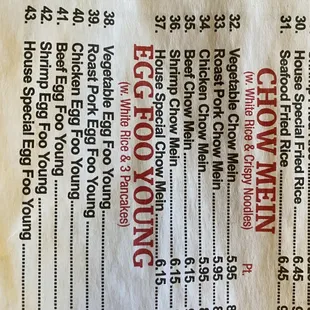 Shrimp Fried Rice
30. House Special Fried Rice 6.45
31. Seafood Fried Rice 6.45
CHOW MEIN
(w. White Rice & Crispy Noodles) Pt.
32. Vegetable Chow Mein 5.95
33. Roast Pork Chow Mein 5.95
34. Chicken Chow Mein 5.95
35. Beef Chow Mein 6.15
36. Shrimp Chow Mein 6.15
37. House Special Chow Mein 6.15
EGG FOO YOUNG
(w. White Rice & 3 Pancakes)
38. Vegetable Egg Foo Young
39. Roast Pork Egg Foo Young
40. Chicken Egg Foo Young
41. Beef Egg Foo Young
42. Shrimp Egg Foo Young
43. House Special Egg Foo Young